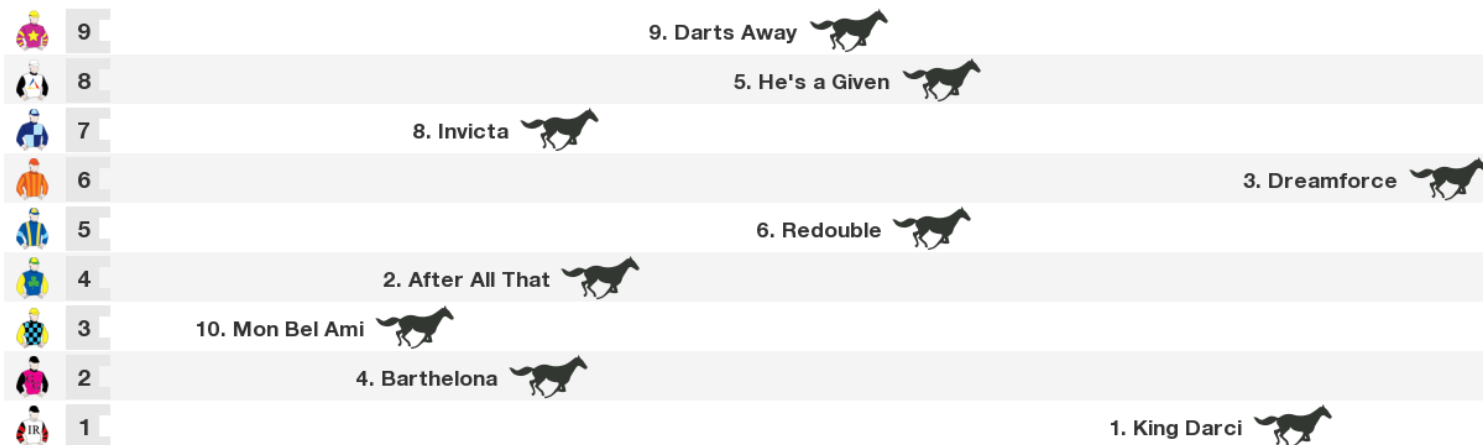 9 9. Darts Away
8 5. He's a Given
7 8. Invicta
6 3. Dreamforce
5 6. Redouble
4 2. After All That
3 10. Mon Bel Ami
2 4. Barthelona
IR 1 1. King Darci